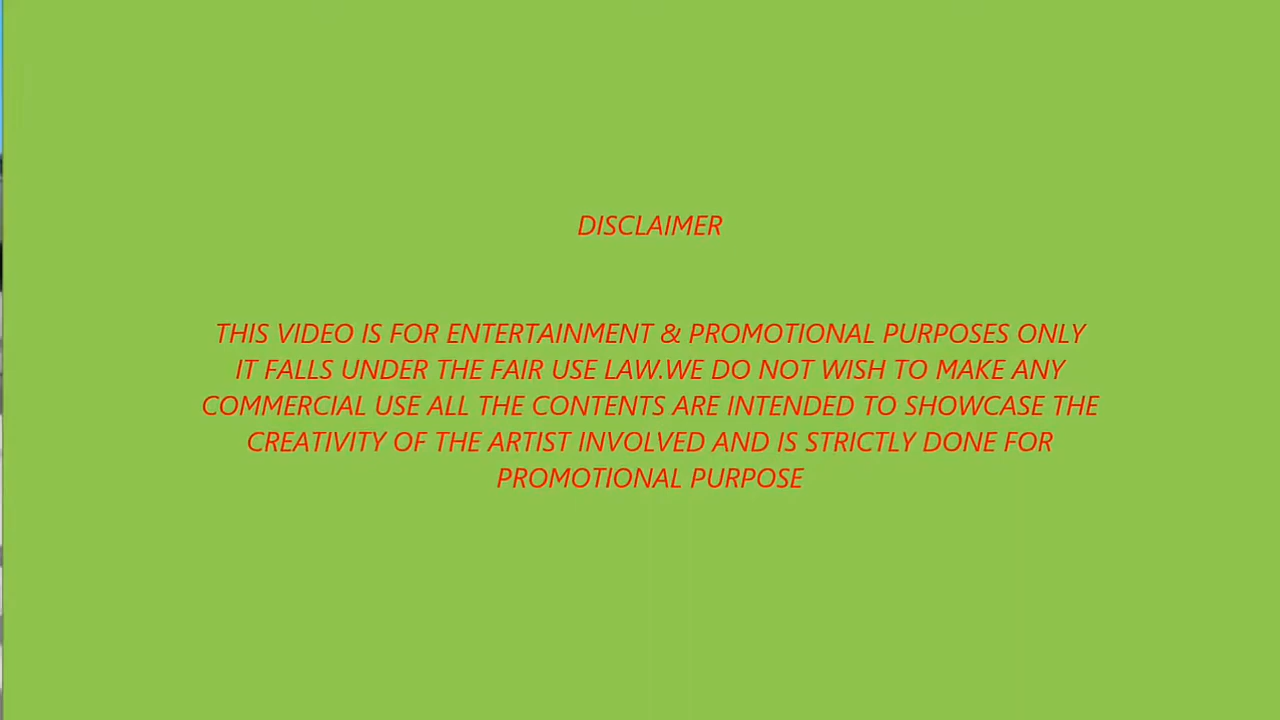 DISCLAIMER
THIS VIDEO IS FOR ENTERTAINMENT & PROMOTIONAL PURPOSES ONLY
IT FALLS UNDER THE FAIR USE LAW.WE DO NOT WISH TO MAKE ANY
COMMERCIAL USE ALL THE CONTENTS ARE INTENDED TO SHOWCASE THE
CREATIVITY OF THE ARTIST INVOLVED AND IS STRICTLY DONE FOR
PROMOTIONAL PURPOSE